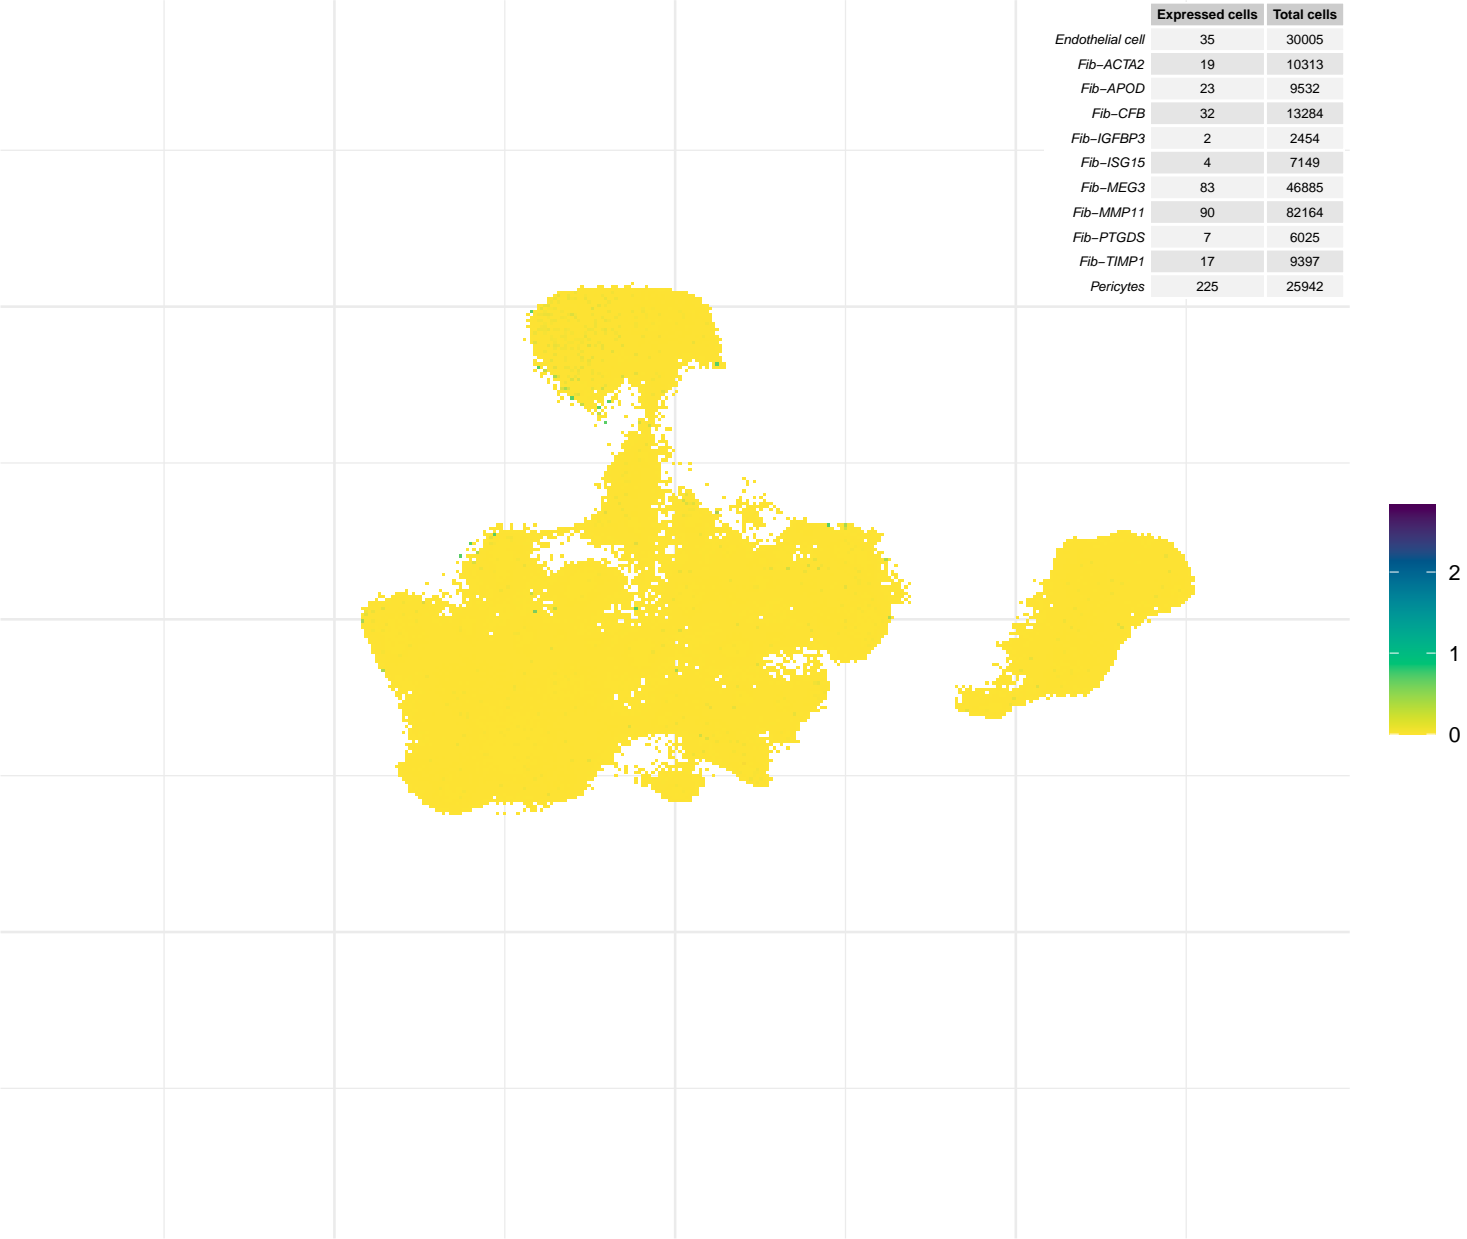 Expressed cells Total cells
Endothelial cell 35 30005
Fib−ACTA2 19 10313
Fib−APOD 23 9532
Fib−CFB 32 13284
Fib−IGFBP3 2 2454
Fib−ISG15 4 7149
Fib−MEG3 83 46885
Fib−MMP11 90 82164
Fib−PTGDS 7 6025
Fib−TIMP1 17 9397
Pericytes 225 25942
2
1
0